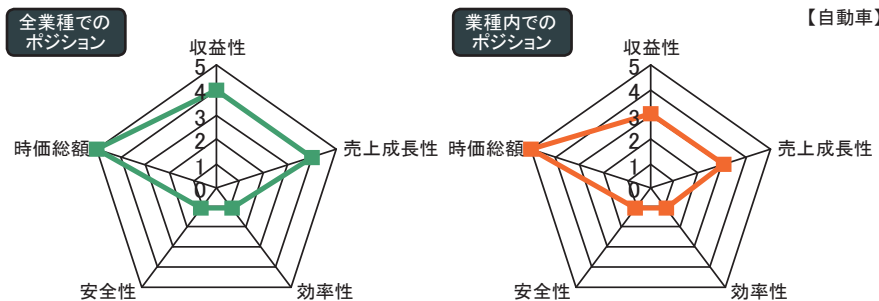 全業種での
ポジション
収益性
5
4
3
2
1
0
時価総額
売上成長性
安全性
効率性
業種内での
ポジション
【自動車】
収益性
5
4
3
2
1
0
時価総額
売上成長性
安全性
効率性